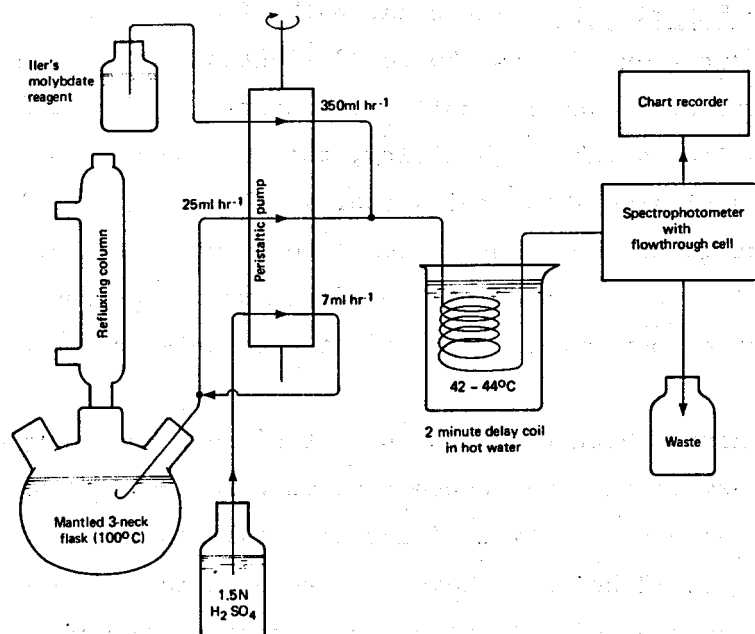 Iler's
molybdate
reagent
350ml hr⁻¹
Chart recorder
25ml hr⁻¹
Peristaltic pump
Refluxing column
Spectrophotometer
with
flowthrough cell
7ml hr⁻¹
42 – 44°C
2 minute delay coil
in hot water
Waste
Mantled 3-neck
flask (100°C)
1.5N
H₂SO₄